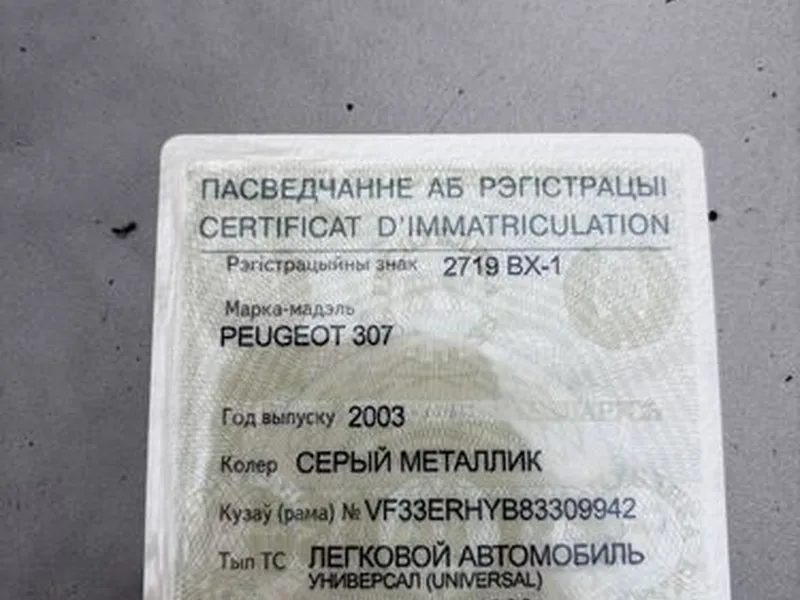 ПАСВЕДЧАННЕ АБ РЭГІСТРАЦЫІ
CERTIFICAT D'IMMATRICULATION
Рэгістрацыйны знак 2719 BX-1
Марка-мадэль
PEUGEOT 307
Год выпуску 2003
Колер СЕРЫЙ МЕТАЛЛИК
Кузаў (рама) № VF33ERHYB83309942
Тып ТС ЛЕГКОВОЙ АВТОМОБИЛЬ
УНИВЕРСАЛ (UNIVERSAL)